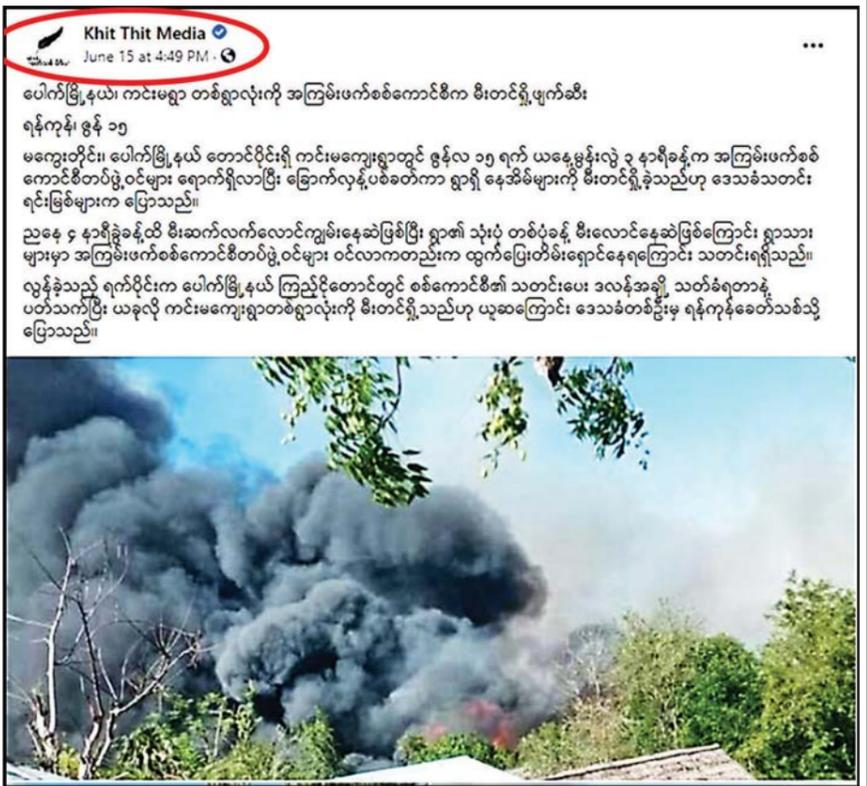 Khit Thit Media
June 15 at 4:49 PM ·
ပေါက်မြို့နယ်၊ ကင်းမရွာ တစ်ရွာလုံးကို အကြမ်းဖက်စစ်ကောင်စီက မီးတင်ရှို့ဖျက်ဆီး
ရန်ကုန်၊ ဇွန် ၁၅
မကွေးတိုင်း၊ ပေါက်မြို့နယ် တောင်ပိုင်းရှိ ကင်းမကျေးရွာတွင် ဇွန်လ ၁၅ ရက် ယနေ့မွန်းလွဲ ၃ နာရီခန့်က အကြမ်းဖက်စစ်
ကောင်စီတပ်ဖွဲ့ဝင်များ ရောက်ရှိလာပြီး ခြောက်လှန့်ပစ်ခတ်ကာ ရွာရှိ နေအိမ်များကို မီးတင်ရှို့ခဲ့သည်ဟု ဒေသခံသတင်း
ရင်းမြစ်များက ပြောသည်။
ညနေ ၄ နာရီခွဲခန့်ထိ မီးဆက်လက်လောင်ကျွမ်းနေဆဲဖြစ်ပြီး ရွာ၏ သုံးပုံ တစ်ပုံခန့် မီးလောင်နေဆဲဖြစ်ကြောင်း ရွာသား
များမှာ အကြမ်းဖက်စစ်ကောင်စီတပ်ဖွဲ့ဝင်များ ဝင်လာကတည်းက ထွက်ပြေးတိမ်းရှောင်နေရကြောင်း သတင်းရရှိသည်။
လွန်ခဲ့သည့် ရက်ပိုင်းက ပေါက်မြို့နယ် ကြည့်ငိုတောင်တွင် စစ်ကောင်စီ၏ သတင်းပေး ဒလန်အချို့ သတ်ခံရတာနဲ့
ပတ်သက်ပြီး ယခုလို ကင်းမကျေးရွာတစ်ရွာလုံးကို မီးတင်ရှို့သည်ဟု ယူဆကြောင်း ဒေသခံတစ်ဦးမှ ရန်ကုန်ခေတ်သစ်သို့
ပြောသည်။